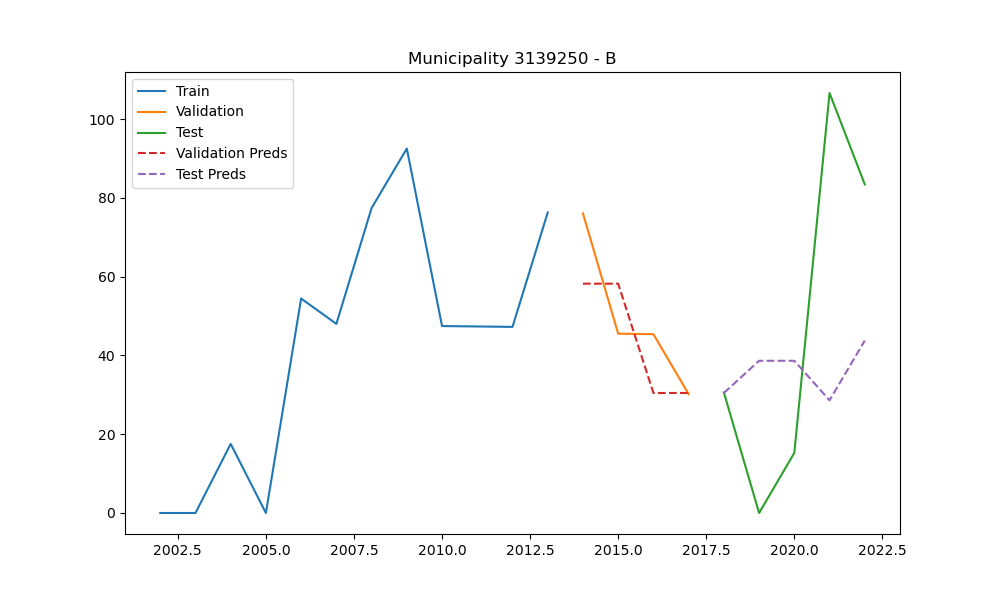 Municipality 3139250 - B
Train
Validation
Test
Validation Preds
Test Preds
100
80
60
40
20
0
2002.5 2005.0 2007.5 2010.0 2012.5 2015.0 2017.5 2020.0 2022.5